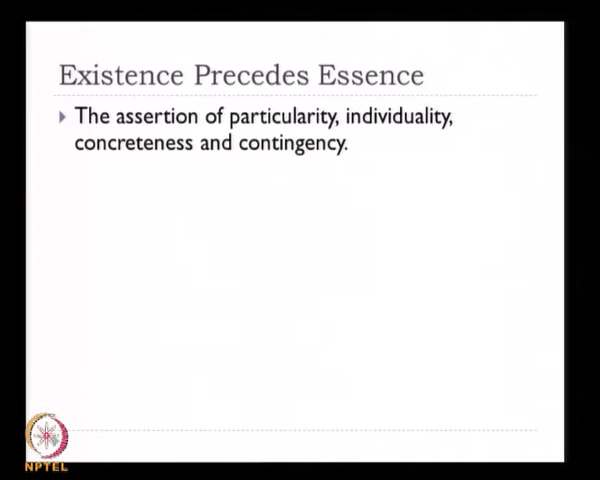 Existence Precedes Essence
The assertion of particularity, individuality,
concreteness and contingency.
NPTEL